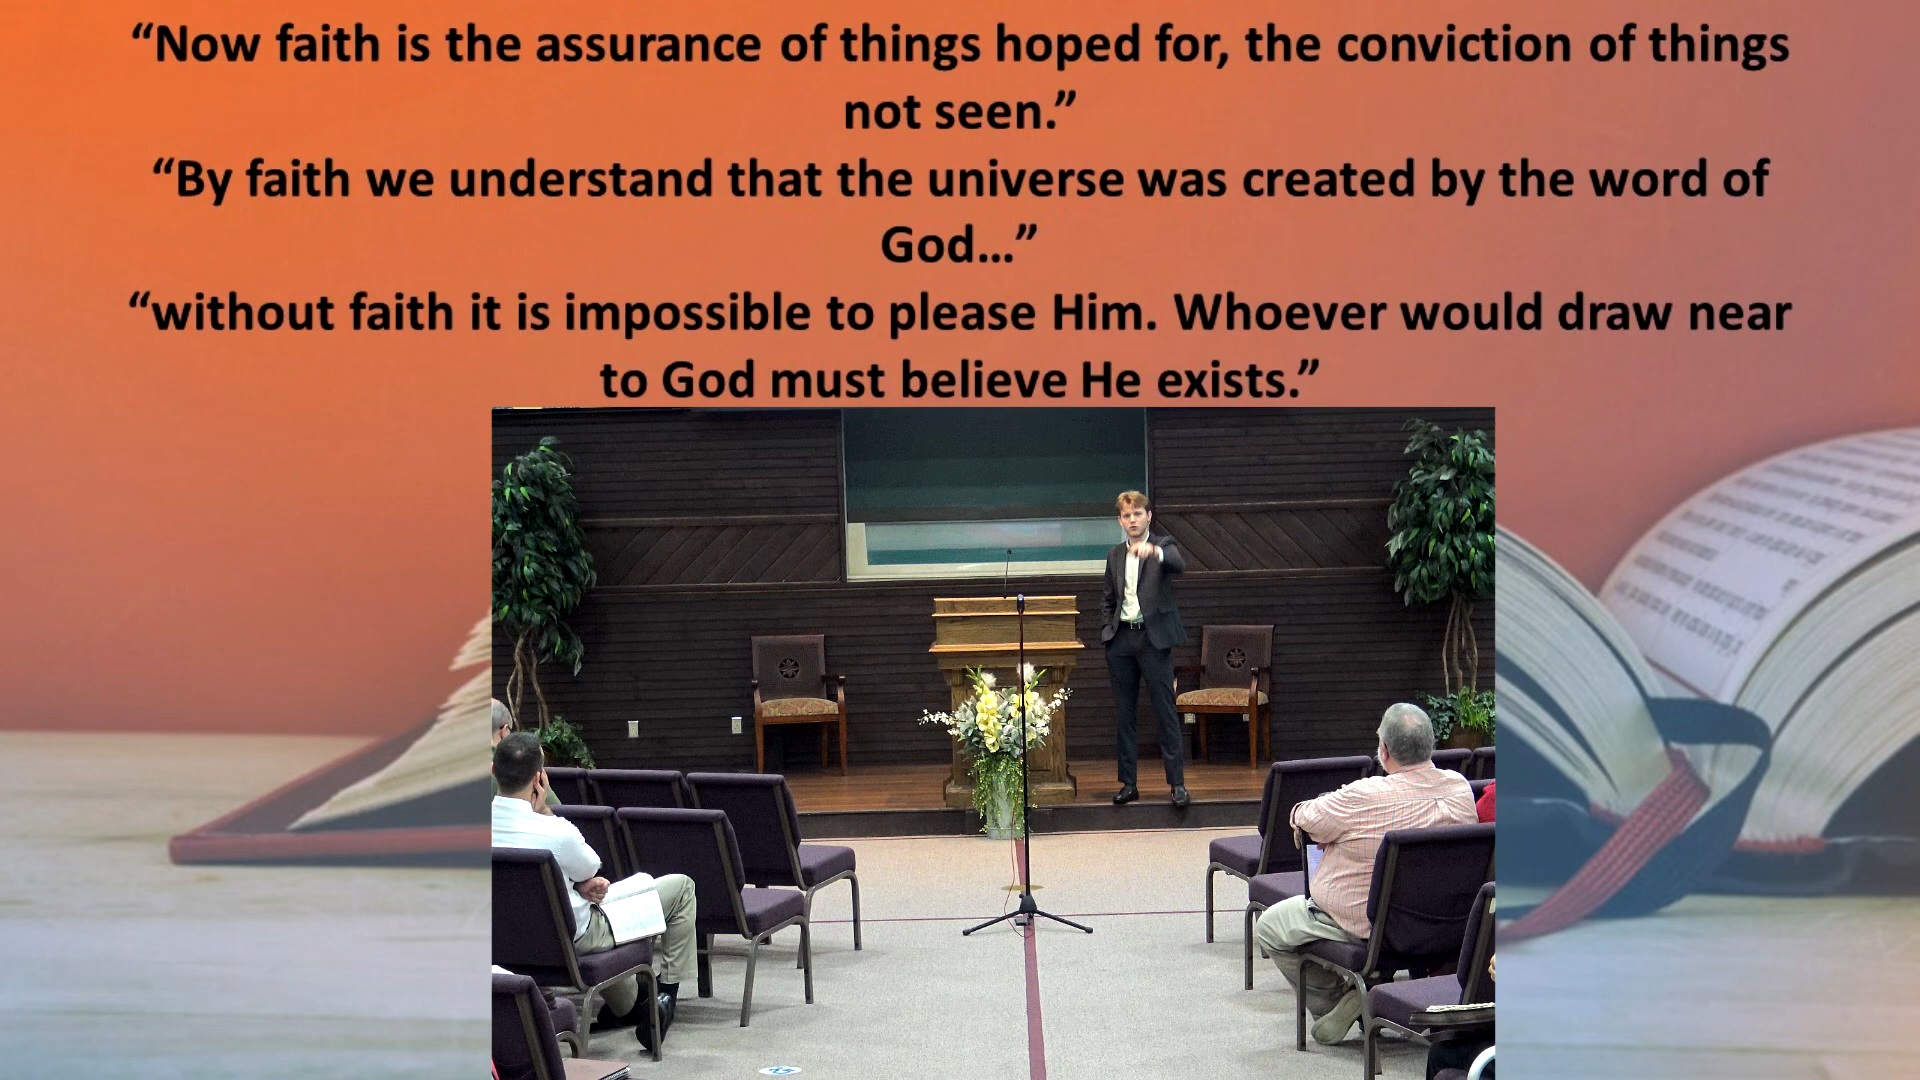 “Now faith is the assurance of things hoped for, the conviction of things
not seen.”
“By faith we understand that the universe was created by the word of
God…”
“without faith it is impossible to please Him. Whoever would draw near
to God must believe He exists.”